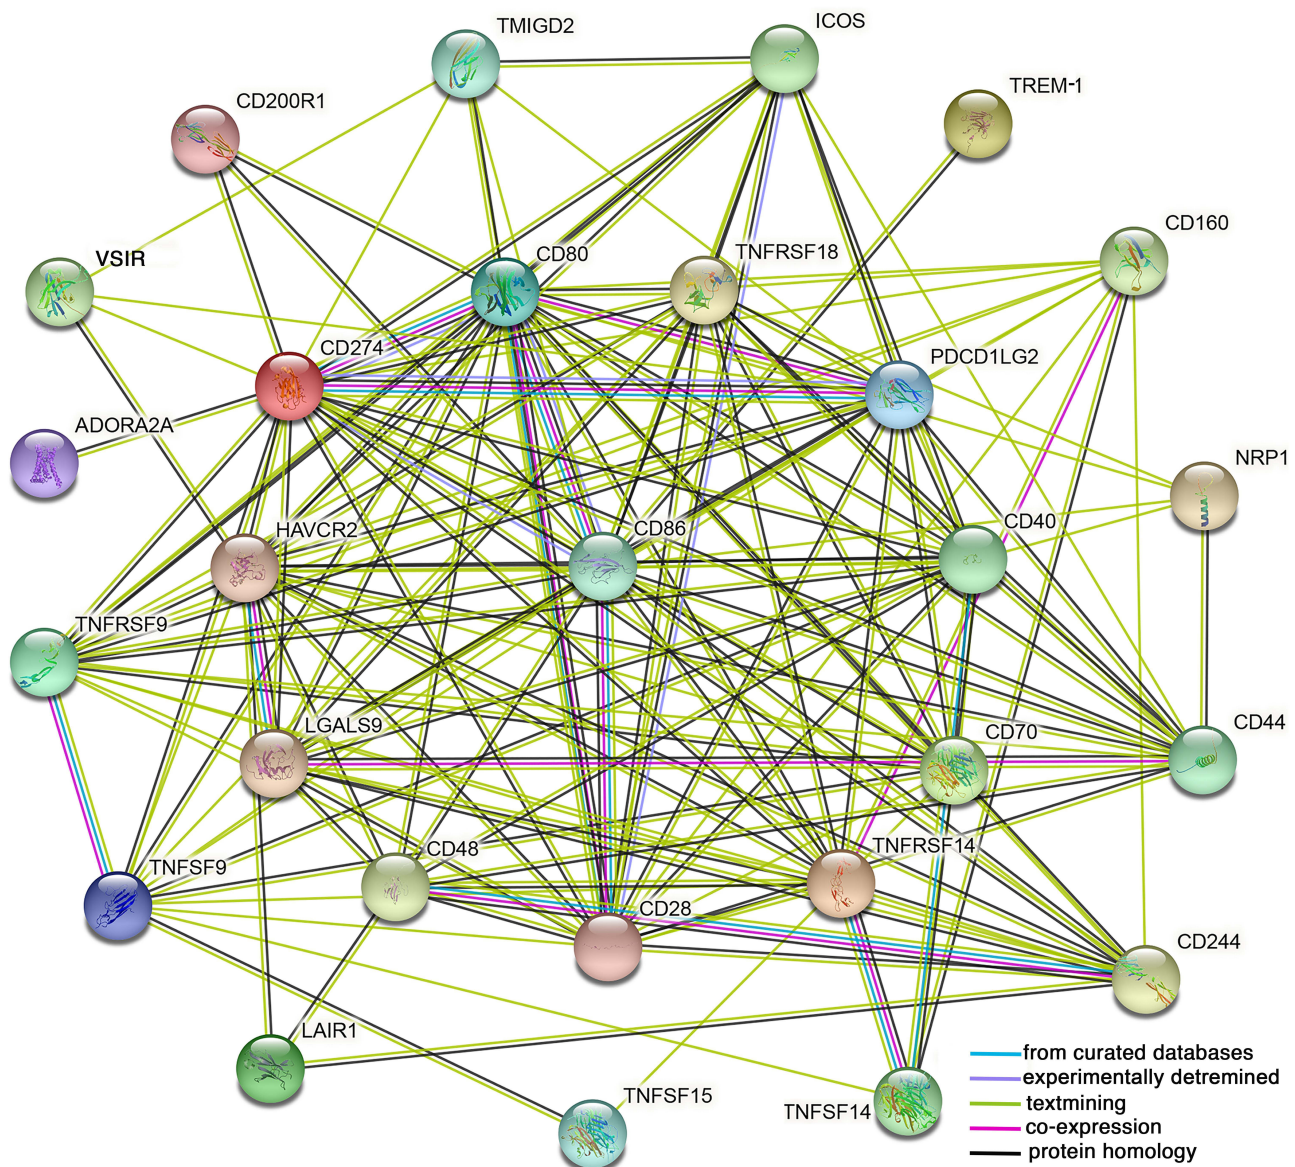 TMIGD2
ICOS
CD200R1
TREM-1
CD160
VSIR
CD80
TNFRSF18
CD274
PDCD1LG2
ADORA2A
NRP1
HAVCR2
CD86
CD40
TNFRSF9
LGALS9
CD70
CD44
TNFSF9
CD48
TNFRSF14
CD28
CD244
LAIR1
TNFSF15
TNFSF14
from curated databases
experimentally detremined
textmining
co-expression
protein homology